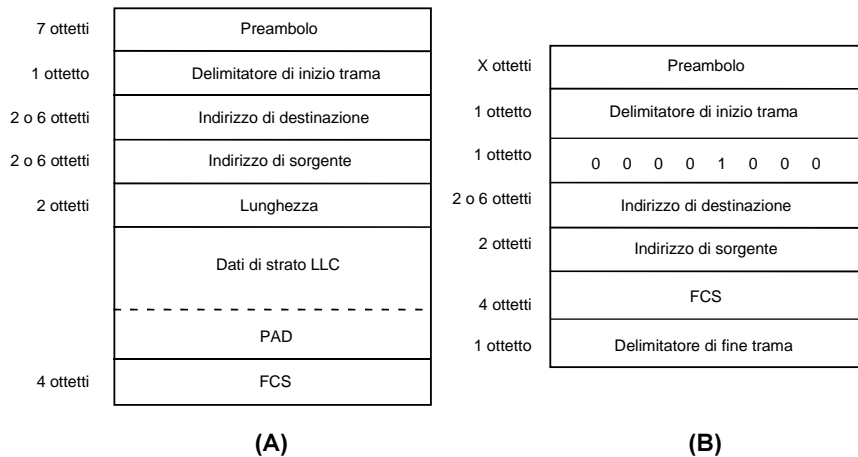 7 ottetti Preambolo
1 ottetto Delimitatore di inizio trama
2 o 6 ottetti Indirizzo di destinazione
2 o 6 ottetti Indirizzo di sorgente
2 ottetti Lunghezza
Dati di strato LLC
PAD
4 ottetti FCS
(A)
X ottetti Preambolo
1 ottetto Delimitatore di inizio trama
1 ottetto 0 0 0 0 1 0 0 0
2 o 6 ottetti Indirizzo di destinazione
2 ottetti Indirizzo di sorgente
4 ottetti FCS
1 ottetto Delimitatore di fine trama
(B)